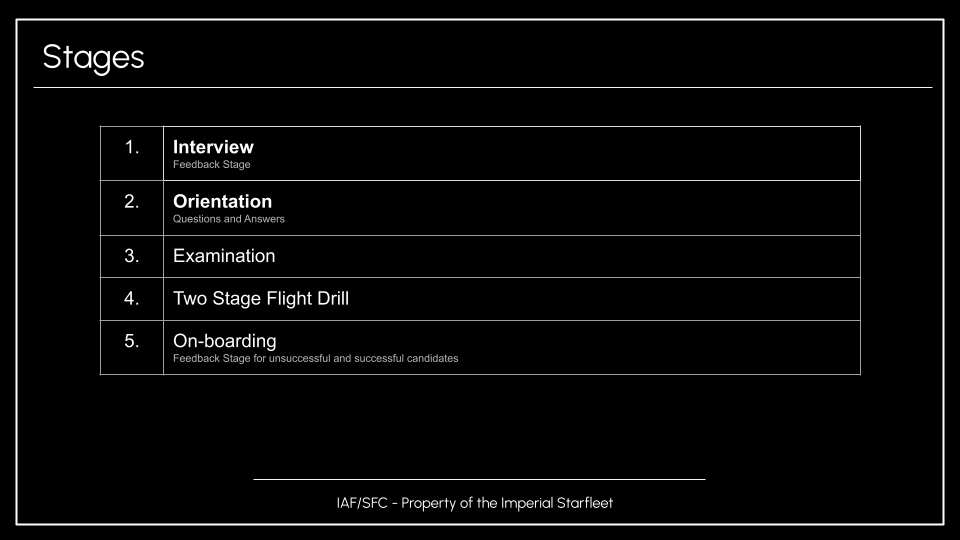 Stages
1.
Interview
Feedback Stage
2.
Orientation
Questions and Answers
3.
Examination
4.
Two Stage Flight Drill
5.
On-boarding
Feedback Stage for unsuccessful and successful candidates
IAF/SFC - Property of the Imperial Starfleet